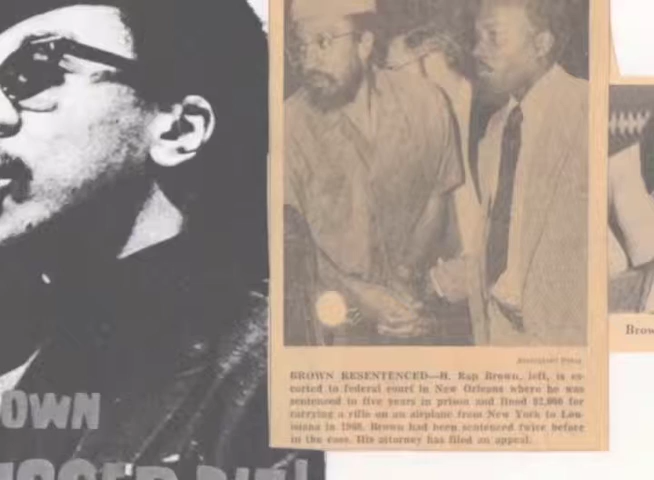 OWN
DIE!
Associated Press
BROWN RESENTENCED—H. Rap Brown, left, is es-
corted to federal court in New Orleans where he was
sentenced to five years in prison and fined $2,000 for
carrying a rifle on an airplane from New York to Lou-
isiana in 1968. Brown had been sentenced twice before
in the case. His attorney has filed an appeal.
Brow